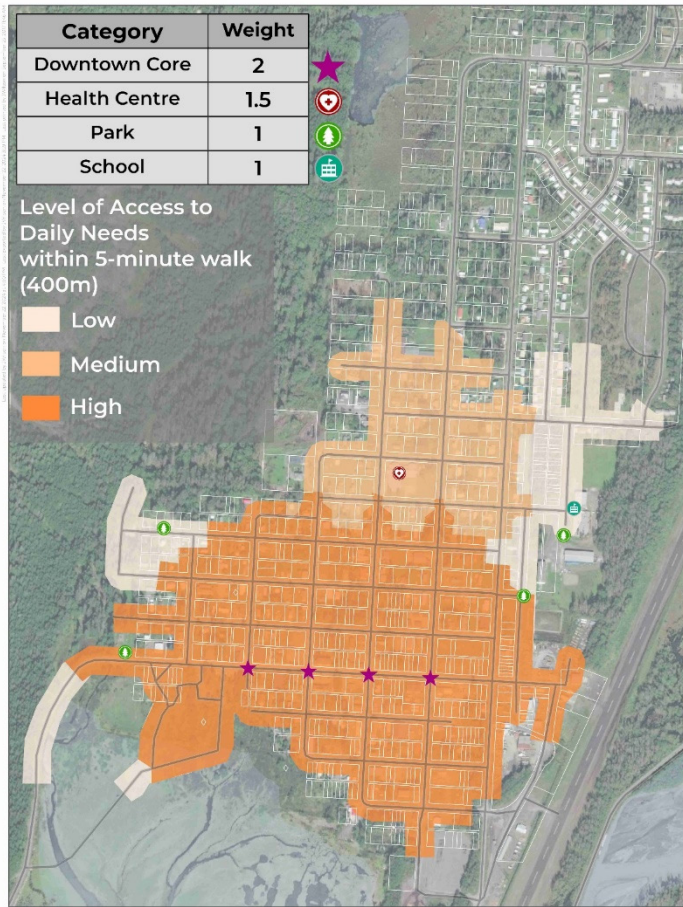 Category Weight
Downtown Core 2
Health Centre 1.5
Park 1
School 1
Level of Access to
Daily Needs
within 5-minute walk
(400m)
Low
Medium
High